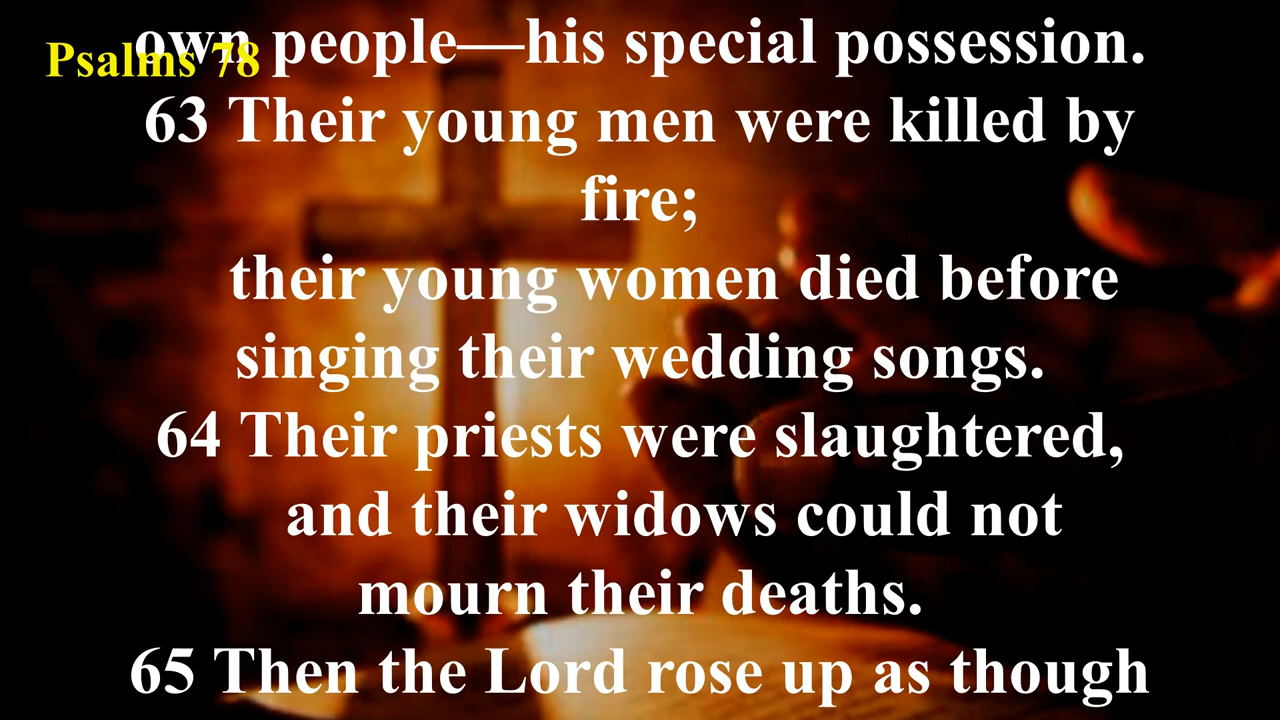 Psalms 78
own people—his special possession.
63 Their young men were killed by
fire;
their young women died before
singing their wedding songs.
64 Their priests were slaughtered,
and their widows could not
mourn their deaths.
65 Then the Lord rose up as though